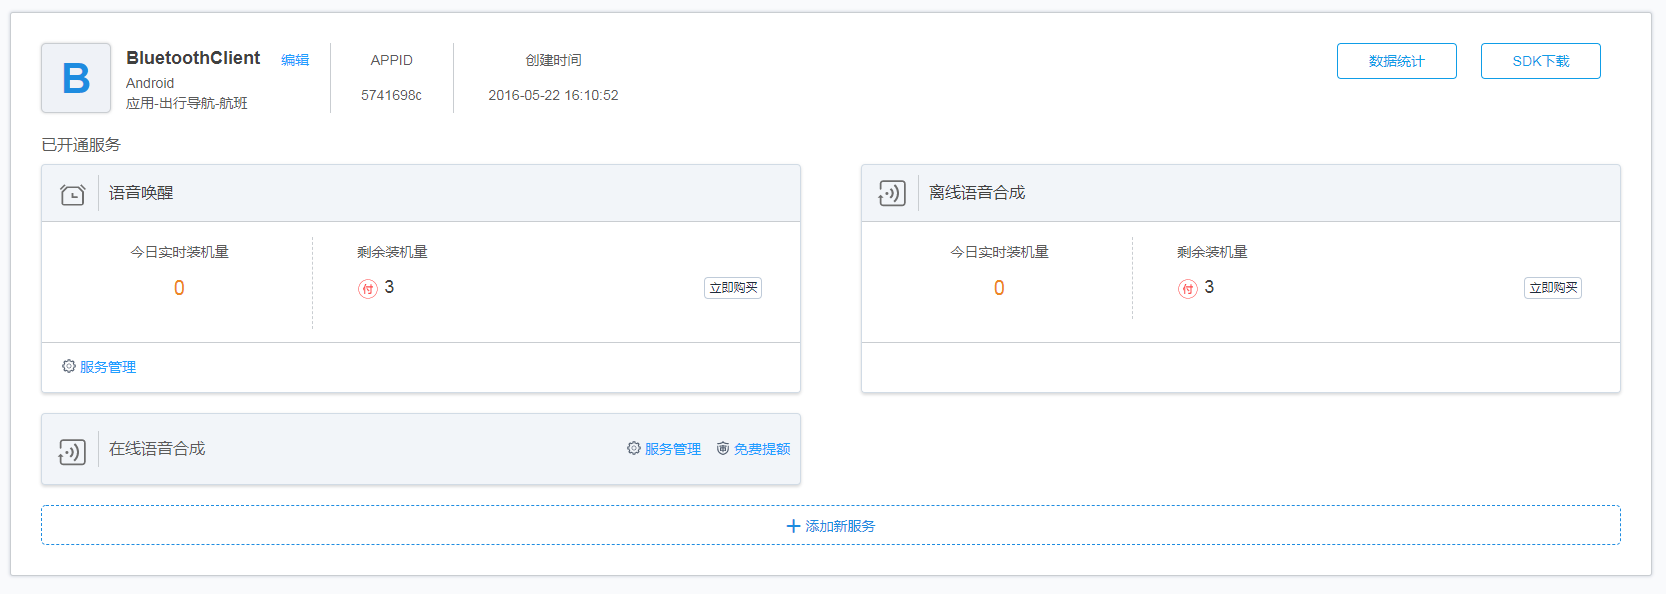 B
BluetoothClient 编辑
Android
应用-出行导航-航班
APPID
5741698c
创建时间
2016-05-22 16:10:52
数据统计
SDK下载
已开通服务
语音唤醒
今日实时装机量
0
剩余装机量
付 3
立即购买
服务管理
离线语音合成
今日实时装机量
0
剩余装机量
付 3
立即购买
在线语音合成
服务管理
免费提额
添加新服务